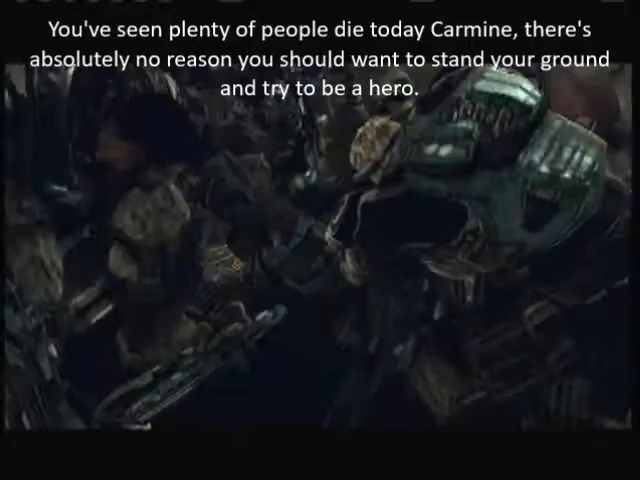 You've seen plenty of people die today Carmine, there's
absolutely no reason you should want to stand your ground
and try to be a hero.